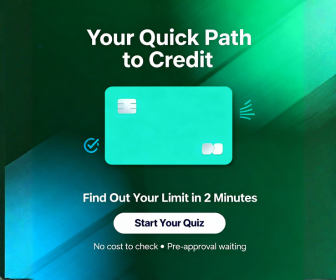 Your Quick Path
to Credit
Find Out Your Limit in 2 Minutes
Start Your Quiz
No cost to check • Pre-approval waiting